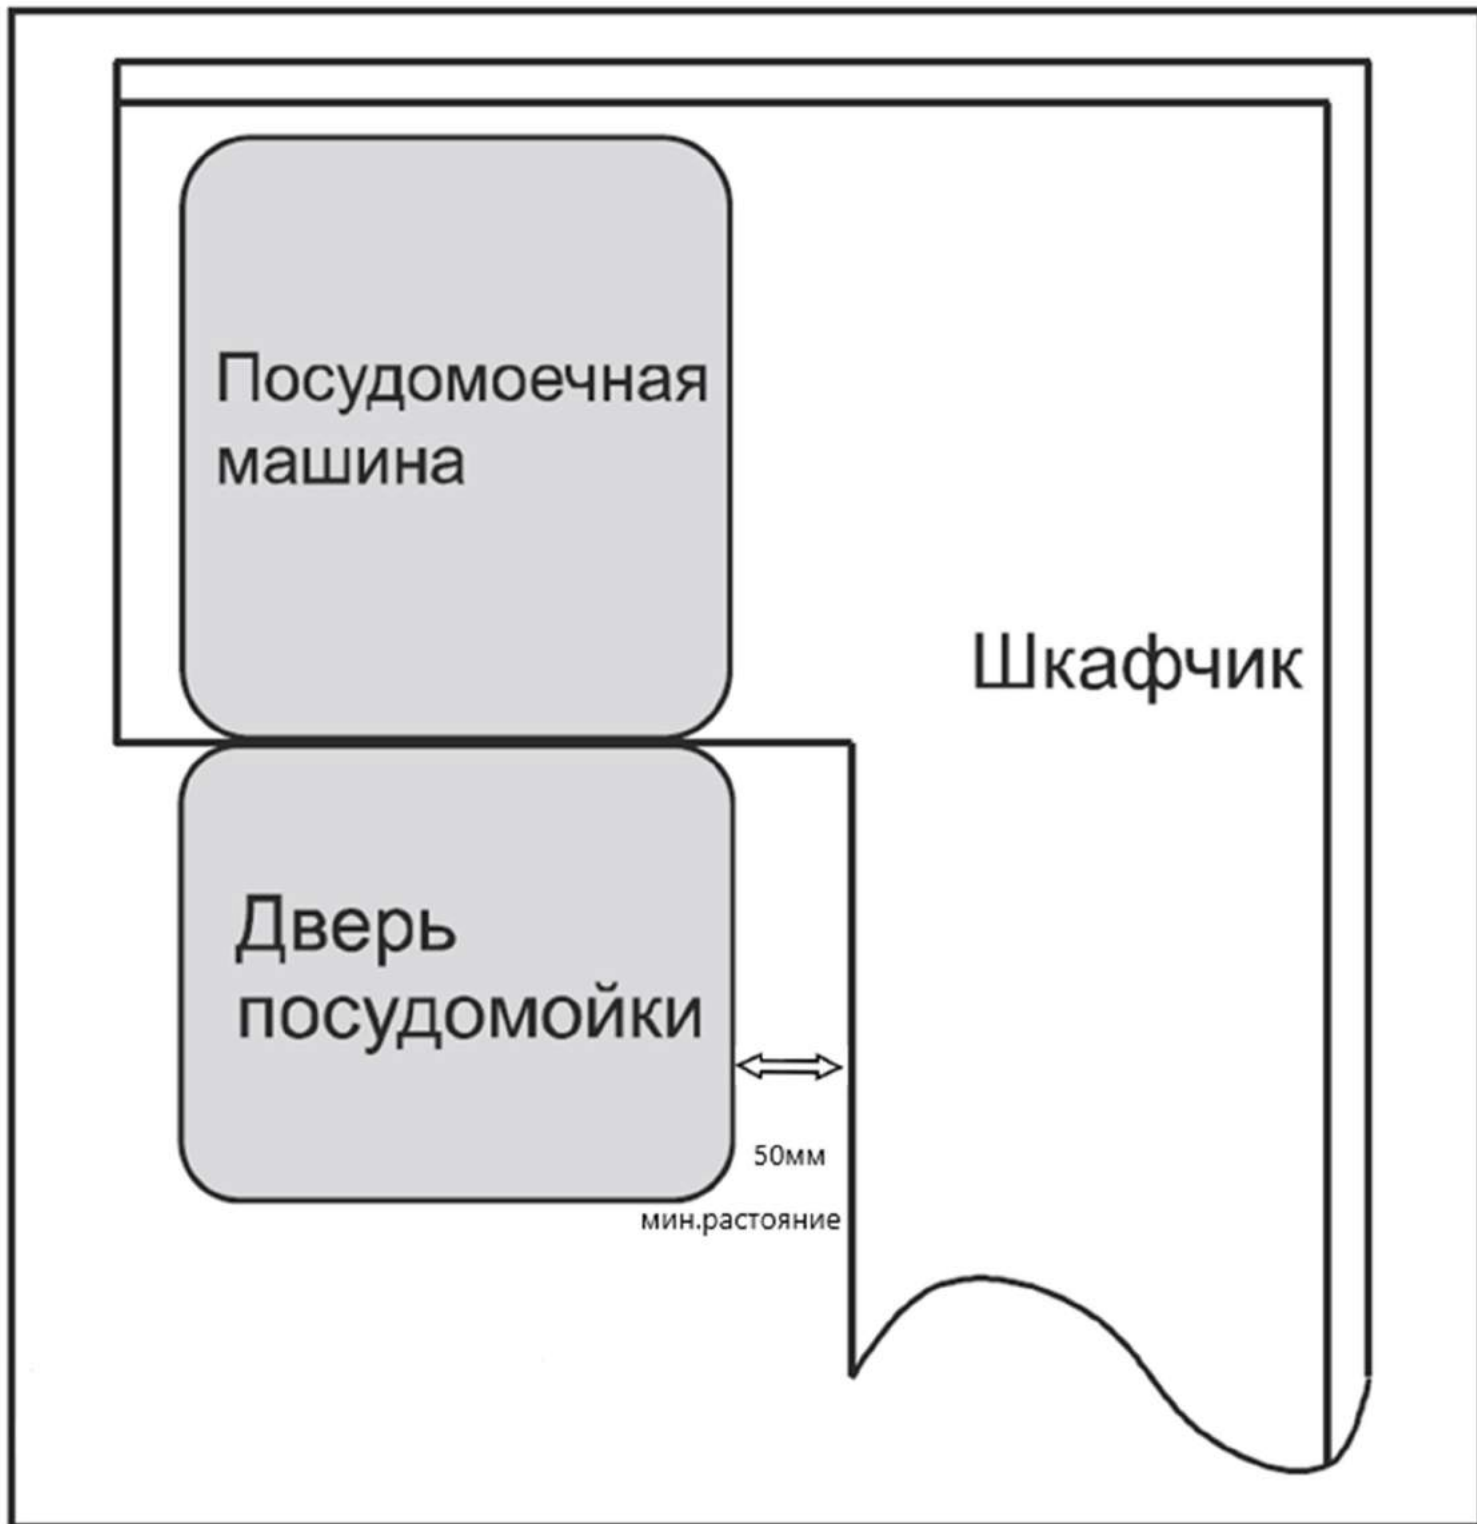 Посудомоечная
машина
Шкафчик
Дверь
посудомойки
50мм
мин.растояние